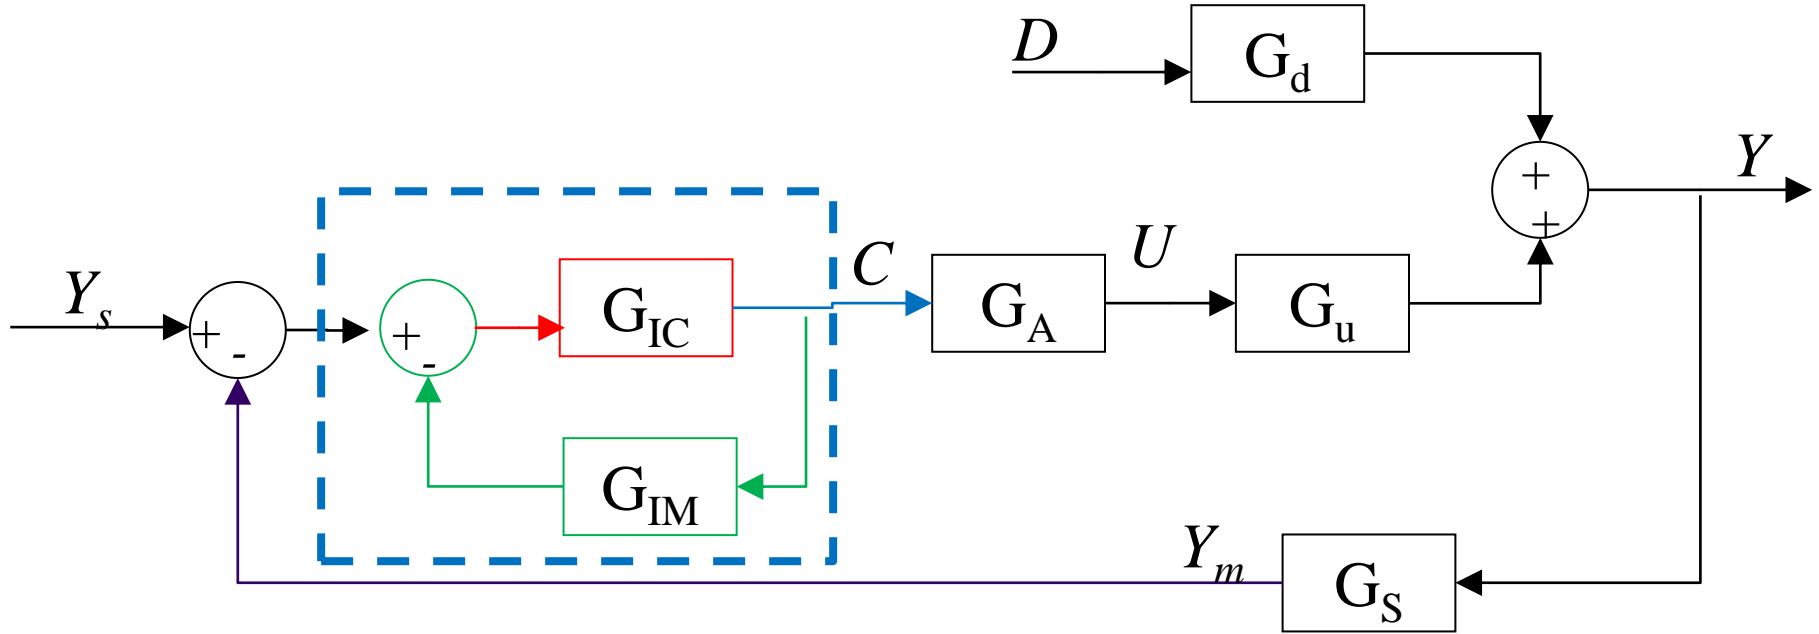 D
G_d
+
+
Y
Y_s
+
-
+
-
G_IC
C
G_A
U
G_u
G_IM
Y_m
G_S